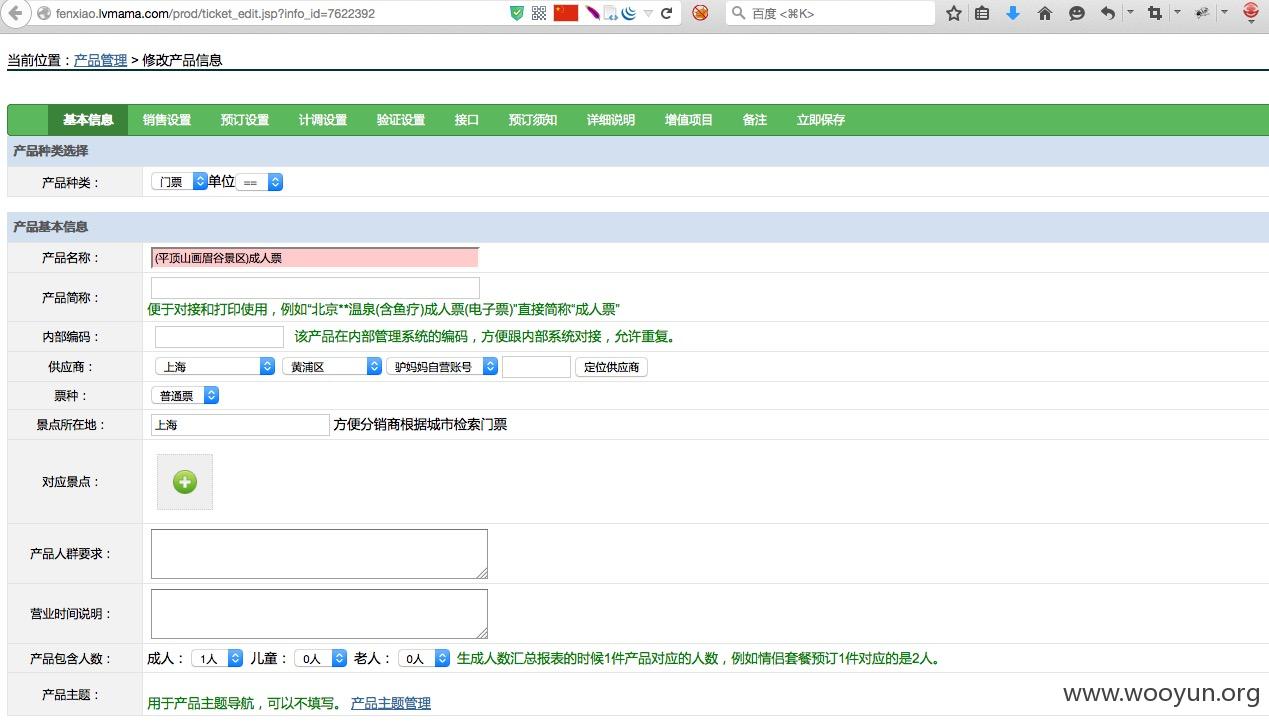 fenxiao.lvmama.com/prod/ticket_edit.jsp?info_id=7622392
百度 <⌘K>
当前位置：产品管理 > 修改产品信息
基本信息 销售设置 预订设置 计调设置 验证设置 接口 预订须知 详细说明 增值项目 备注 立即保存
产品种类选择
产品种类： 门票 单位 ==
产品基本信息
产品名称： (平顶山画眉谷景区)成人票
产品简称：
便于对接和打印使用，例如“北京**温泉(含鱼疗)成人票(电子票)”直接简称“成人票”
内部编码： 该产品在内部管理系统的编码，方便跟内部系统对接，允许重复。
供应商： 上海 黄浦区 驴妈妈自营账号 定位供应商
票种： 普通票
景点所在地： 上海 方便分销商根据城市检索门票
对应景点：
产品人群要求：
营业时间说明：
产品包含人数： 成人： 1人 儿童： 0人 老人： 0人 生成人数汇总报表的时候1件产品对应的人数，例如情侣套餐预订1件对应的是2人。
产品主题： 用于产品主题导航，可以不填写。 产品主题管理
www.wooyun.org